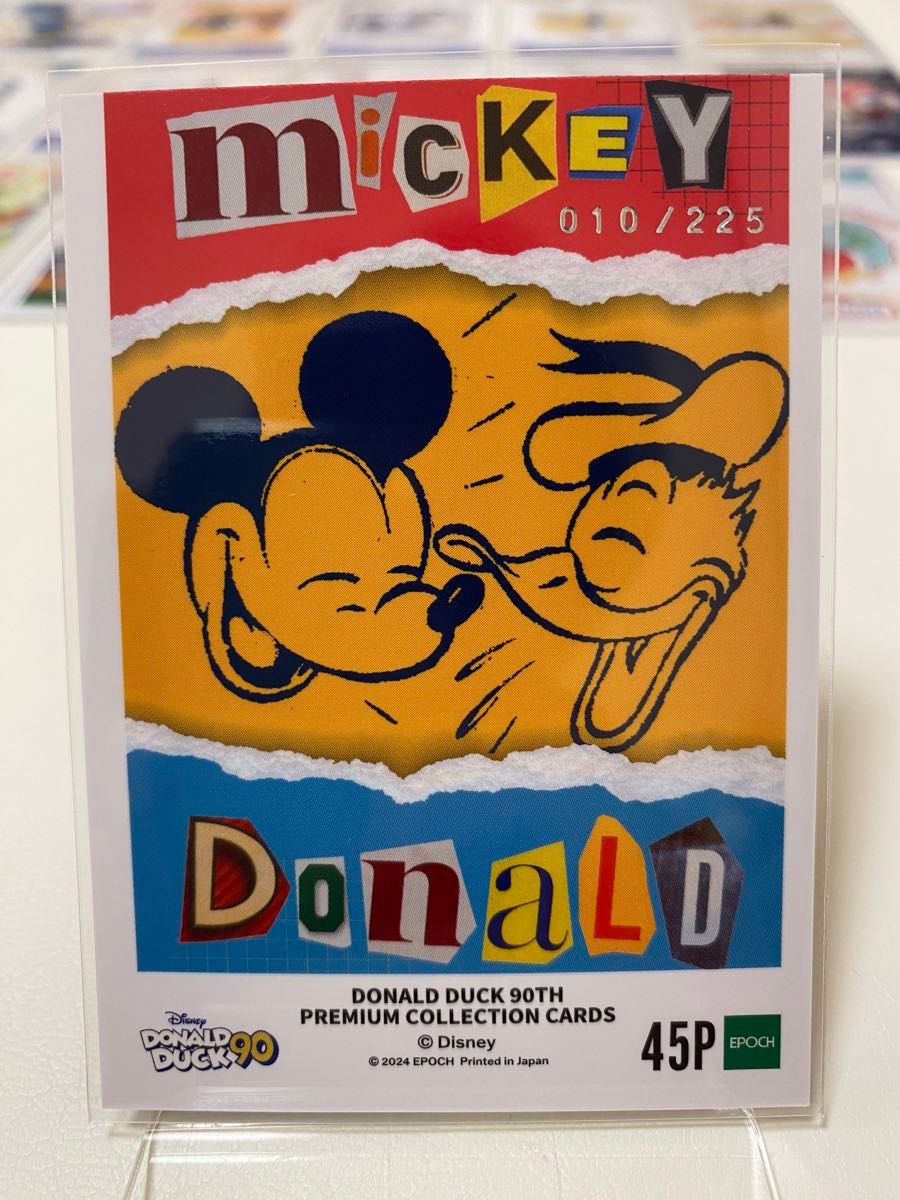 mickey
010/225
DonaLD
DONALD DUCK 90TH
PREMIUM COLLECTION CARDS
© Disney
© 2024 EPOCH Printed in Japan
Disney
DONALD
DUCK 90
45P
EPOCH